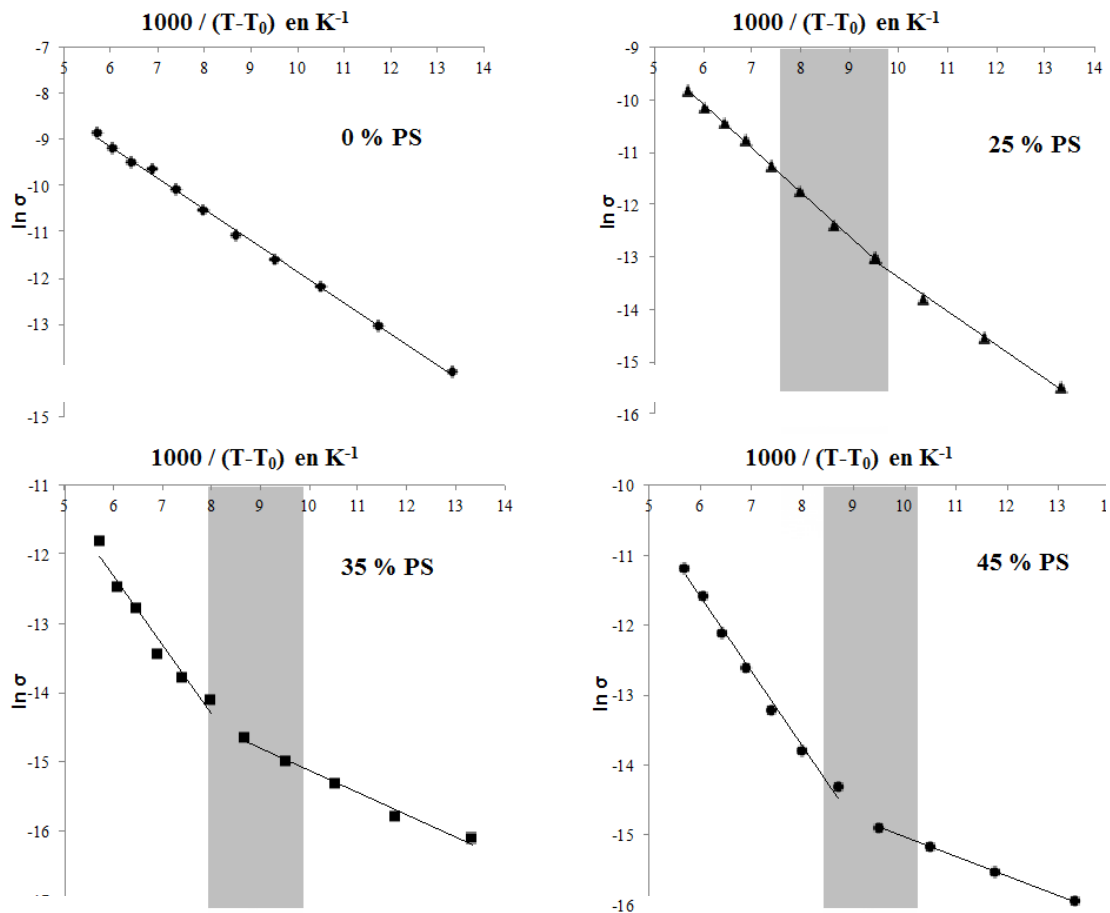 1000 / (T-T₀) en K⁻¹
-7
5 6 7 8 9 10 11 12 13 14
-8
-9
0 % PS
-10
ln σ
-11
-12
-13
-15
1000 / (T-T₀) en K⁻¹
-9
5 6 7 8 9 10 11 12 13 14
-10
-11
25 % PS
-12
ln σ
-13
-14
-15
-16
1000 / (T-T₀) en K⁻¹
-11
5 6 7 8 9 10 11 12 13 14
-12
35 % PS
-13
-14
ln σ
-15
-16
1000 / (T-T₀) en K⁻¹
-10
5 6 7 8 9 10 11 12 13
-11
45 % PS
-12
-13
ln σ
-14
-15
-16